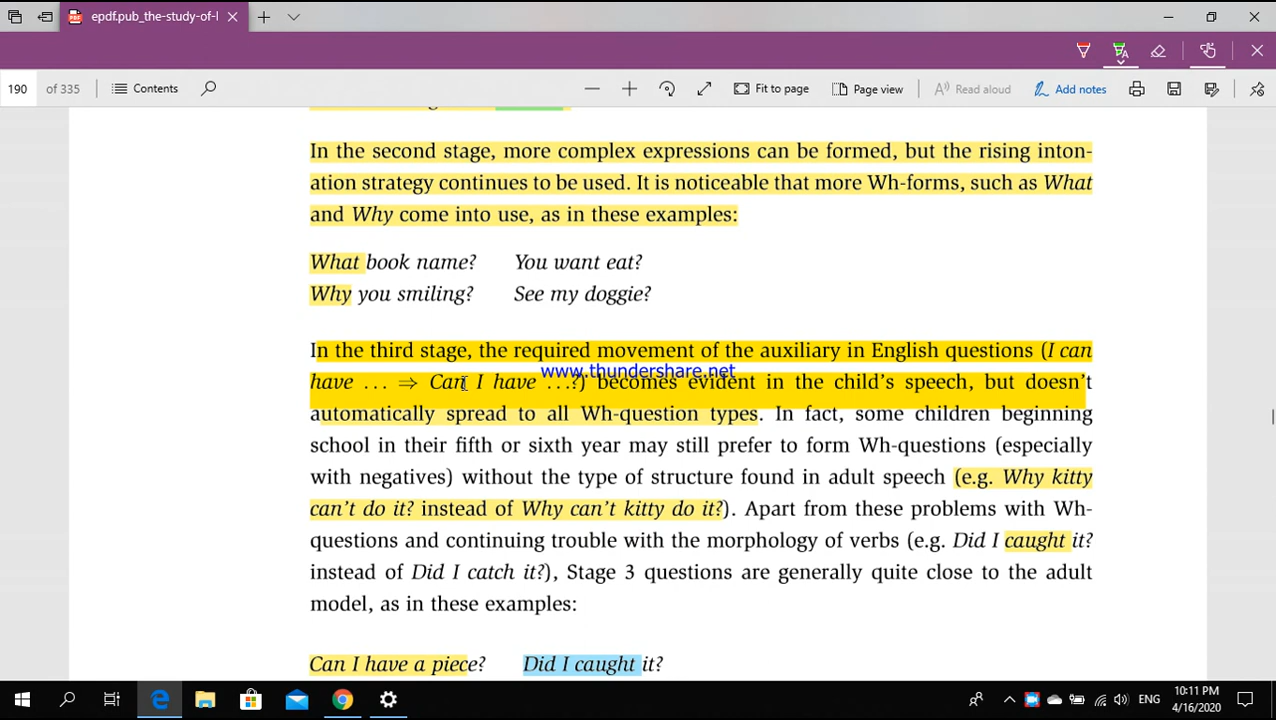 epdf.pub_the-study-of-l
190 of 335 Contents Fit to page Page view Read aloud Add notes
In the second stage, more complex expressions can be formed, but the rising inton-
ation strategy continues to be used. It is noticeable that more Wh-forms, such as What
and Why come into use, as in these examples:
What book name? You want eat?
Why you smiling? See my doggie?
In the third stage, the required movement of the auxiliary in English questions (I can
www.thundershare.net
have . . . ⇒ Can I have . . .?) becomes evident in the child’s speech, but doesn’t
automatically spread to all Wh-question types. In fact, some children beginning
school in their fifth or sixth year may still prefer to form Wh-questions (especially
with negatives) without the type of structure found in adult speech (e.g. Why kitty
can’t do it? instead of Why can’t kitty do it?). Apart from these problems with Wh-
questions and continuing trouble with the morphology of verbs (e.g. Did I caught it?
instead of Did I catch it?), Stage 3 questions are generally quite close to the adult
model, as in these examples:
Can I have a piece? Did I caught it?
ENG
10:11 PM
4/16/2020